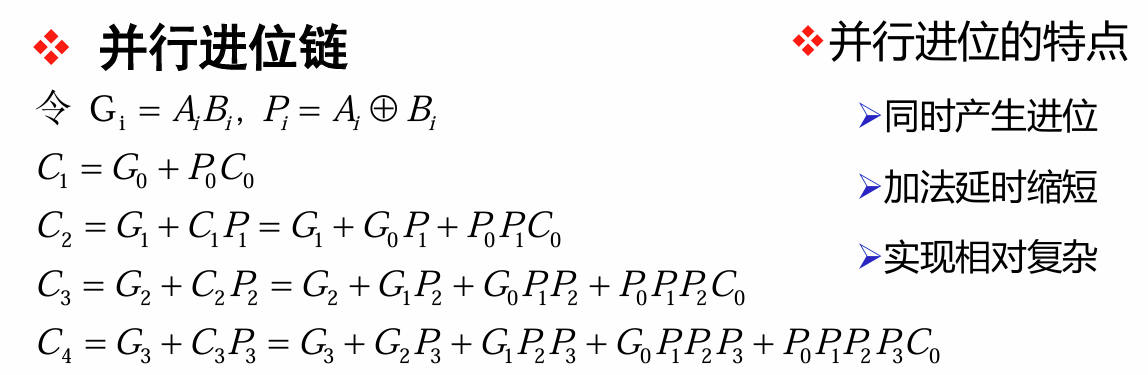 ❖ 并行进位链
令 Gᵢ = AᵢBᵢ, Pᵢ = Aᵢ ⊕ Bᵢ
C₁ = G₀ + P₀C₀
C₂ = G₁ + C₁P₁ = G₁ + G₀P₁ + P₀P₁C₀
C₃ = G₂ + C₂P₂ = G₂ + G₁P₂ + G₀P₁P₂ + P₀P₁P₂C₀
C₄ = G₃ + C₃P₃ = G₃ + G₂P₃ + G₁P₂P₃ + G₀P₁P₂P₃ + P₀P₁P₂P₃C₀
❖并行进位的特点
➢同时产生进位
➢加法延时缩短
➢实现相对复杂